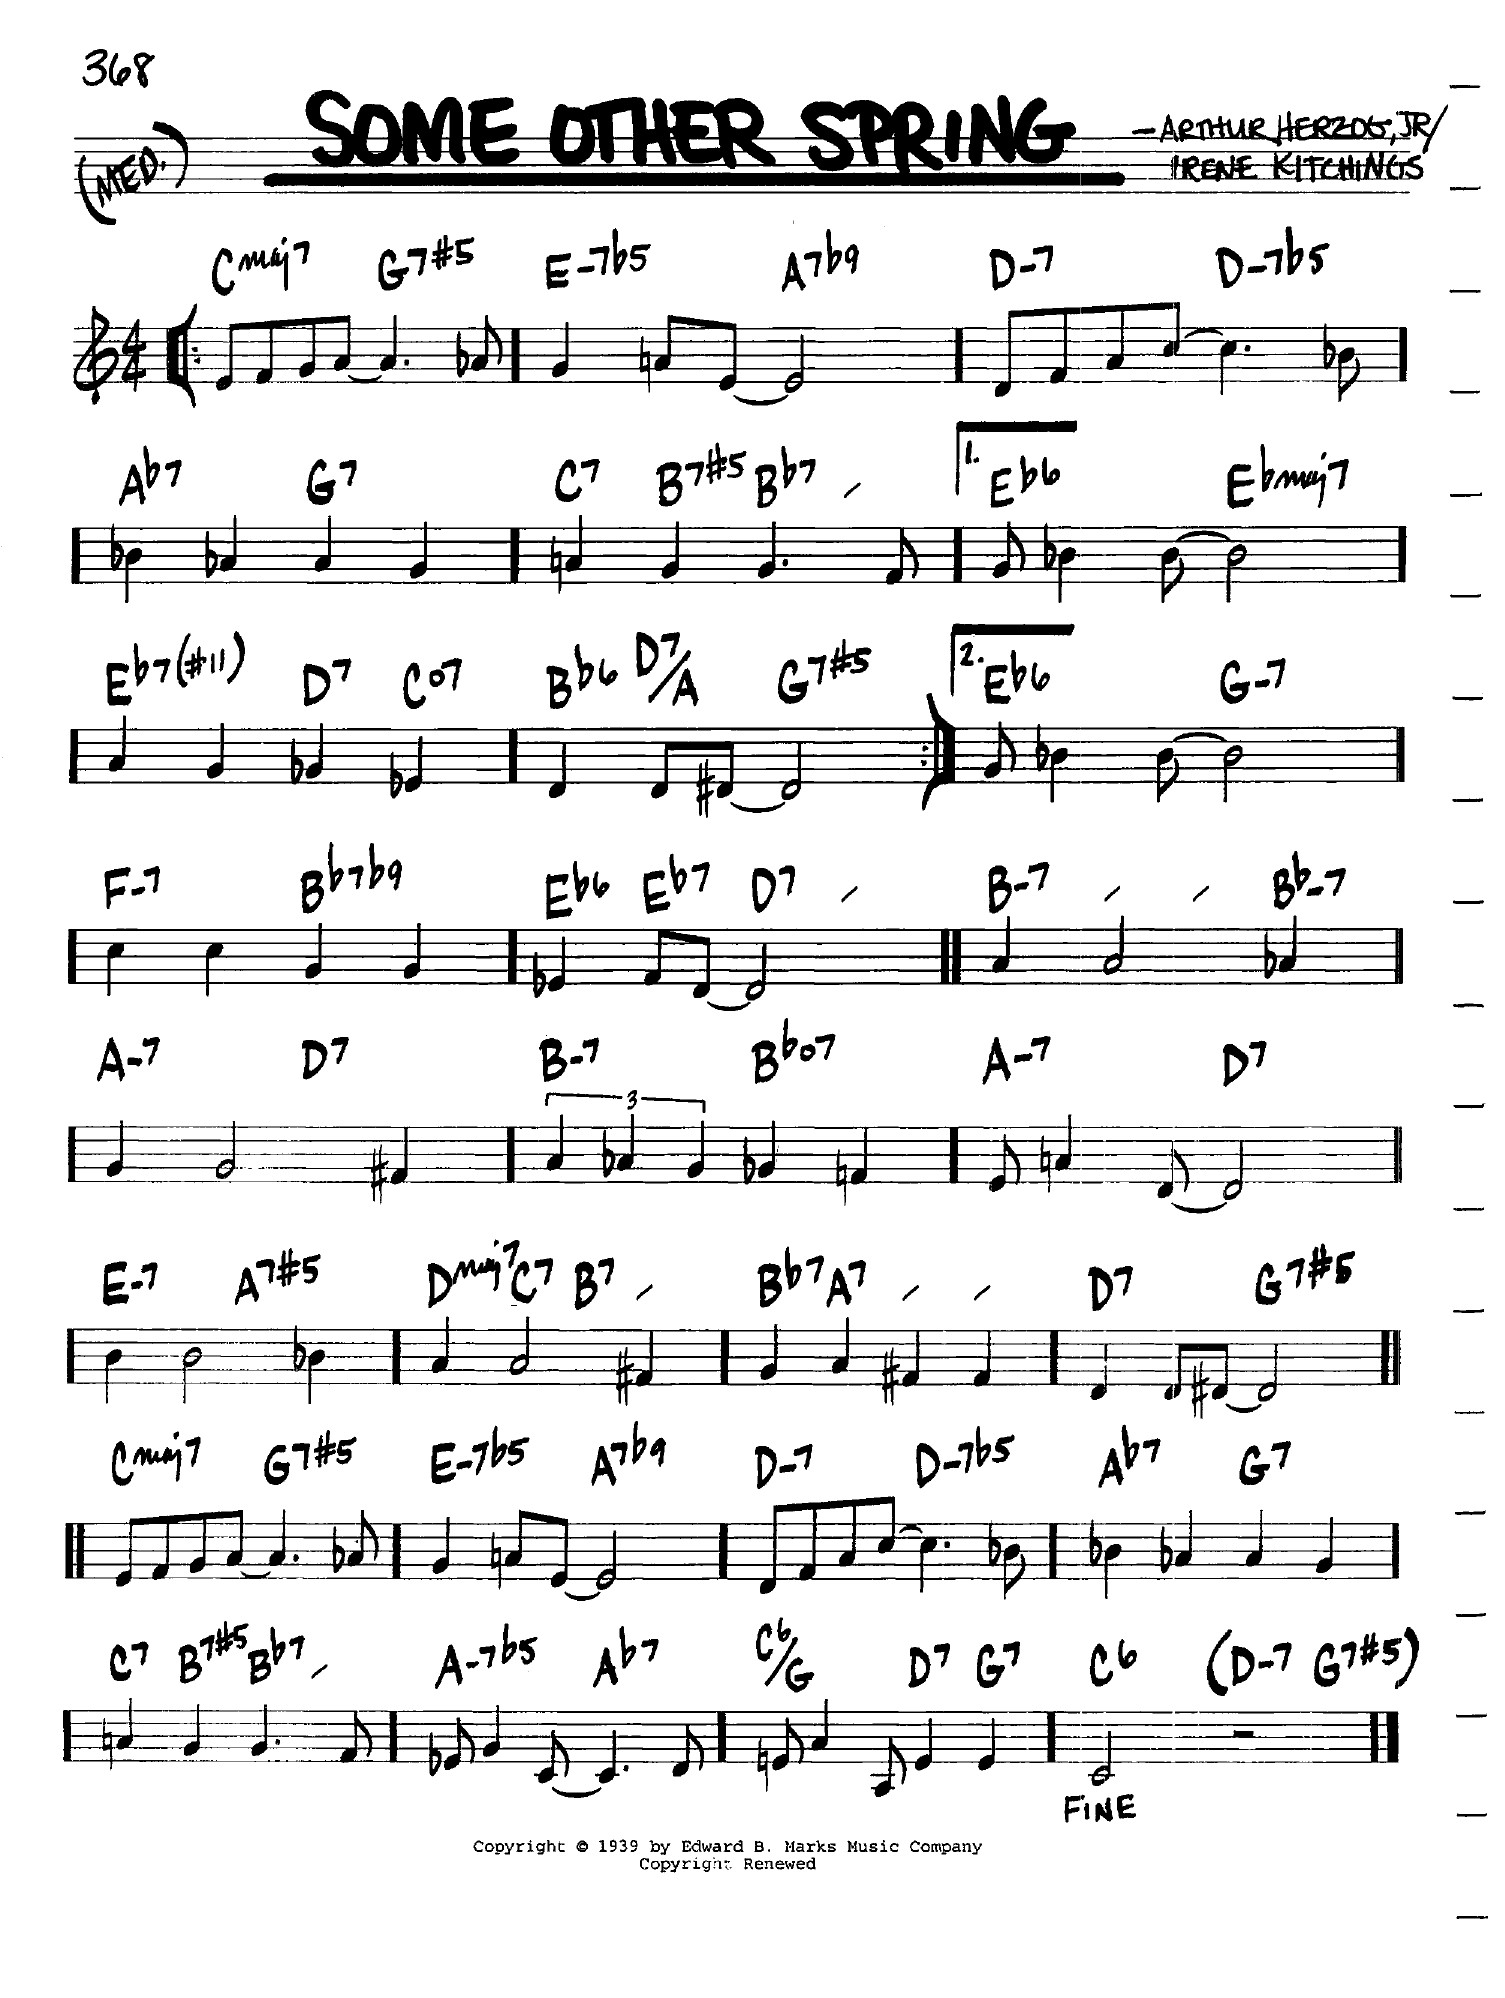 368
SOME OTHER SPRING
(MED.)
- ARTHUR HERZOG, JR/
IRENE KITCHINGS
Cmaj7 G7#5 E-7b5 A7b9 D-7 D-7b5
4
4
Ab7 G7 C7 B7#5 Bb7 / 1. Eb6 Ebmaj7
Eb7(#11) D7 Co7 Bb6 D7/A G7#5 2. Eb6 G-7
F-7 Bb7b9 Eb6 Eb7 D7 / B-7 / / Bb-7
A-7 D7 B-7 Bbo7 A-7 D7
3
E-7 A7#5 Dmaj7 C7 B7 / Bb7 A7 / / D7 G7#5
Cmaj7 G7#5 E-7b5 A7b9 D-7 D-7b5 Ab7 G7
C7 B7#5 Bb7 / A-7b5 Ab7 C6/G D7 G7 C6 (D-7 G7#5)
FINE
Copyright © 1939 by Edward B. Marks Music Company
Copyright Renewed